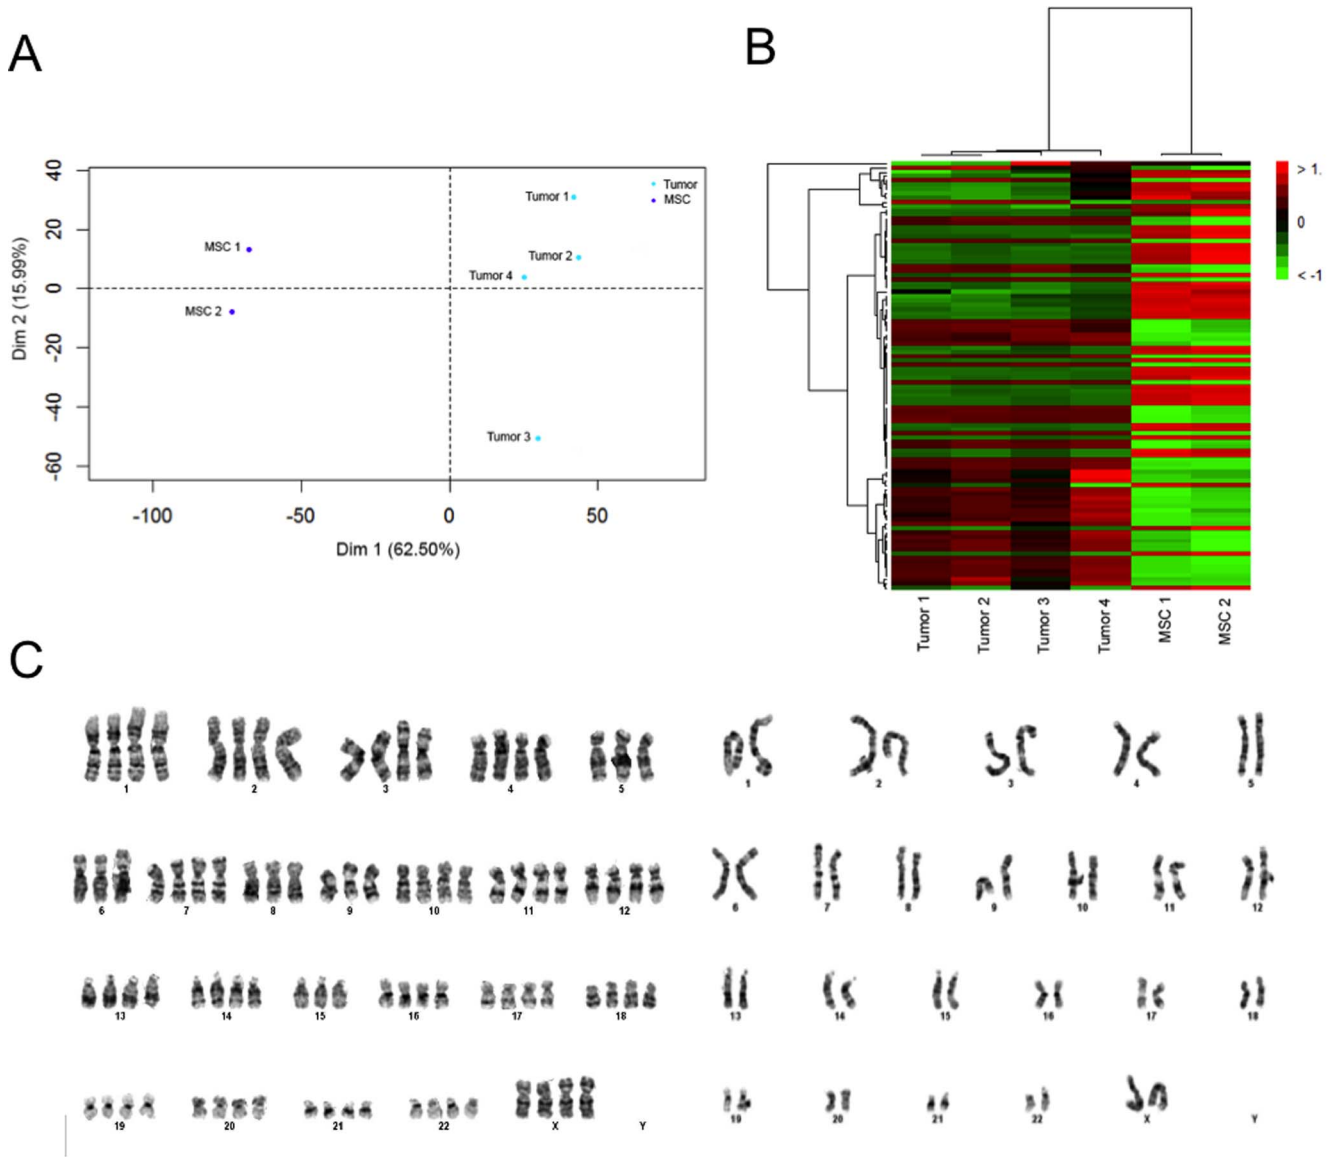 A
40
20
0
-20
-40
-60
Dim 2 (15.99%)
Tumor 1
Tumor
MSC
MSC 1
Tumor 2
Tumor 4
MSC 2
Tumor 3
-100
-50
0
50
Dim 1 (62.50%)
B
> 1.
0
< -1
Tumor 1
Tumor 2
Tumor 3
Tumor 4
MSC 1
MSC 2
C
1 2 3 4 5
6 7 8 9 10 11 12
13 14 15 16 17 18
19 20 21 22 X Y
1 2 3 4 5
6 7 8 9 10 11 12
13 14 15 16 17 18
19 20 21 22 X Y